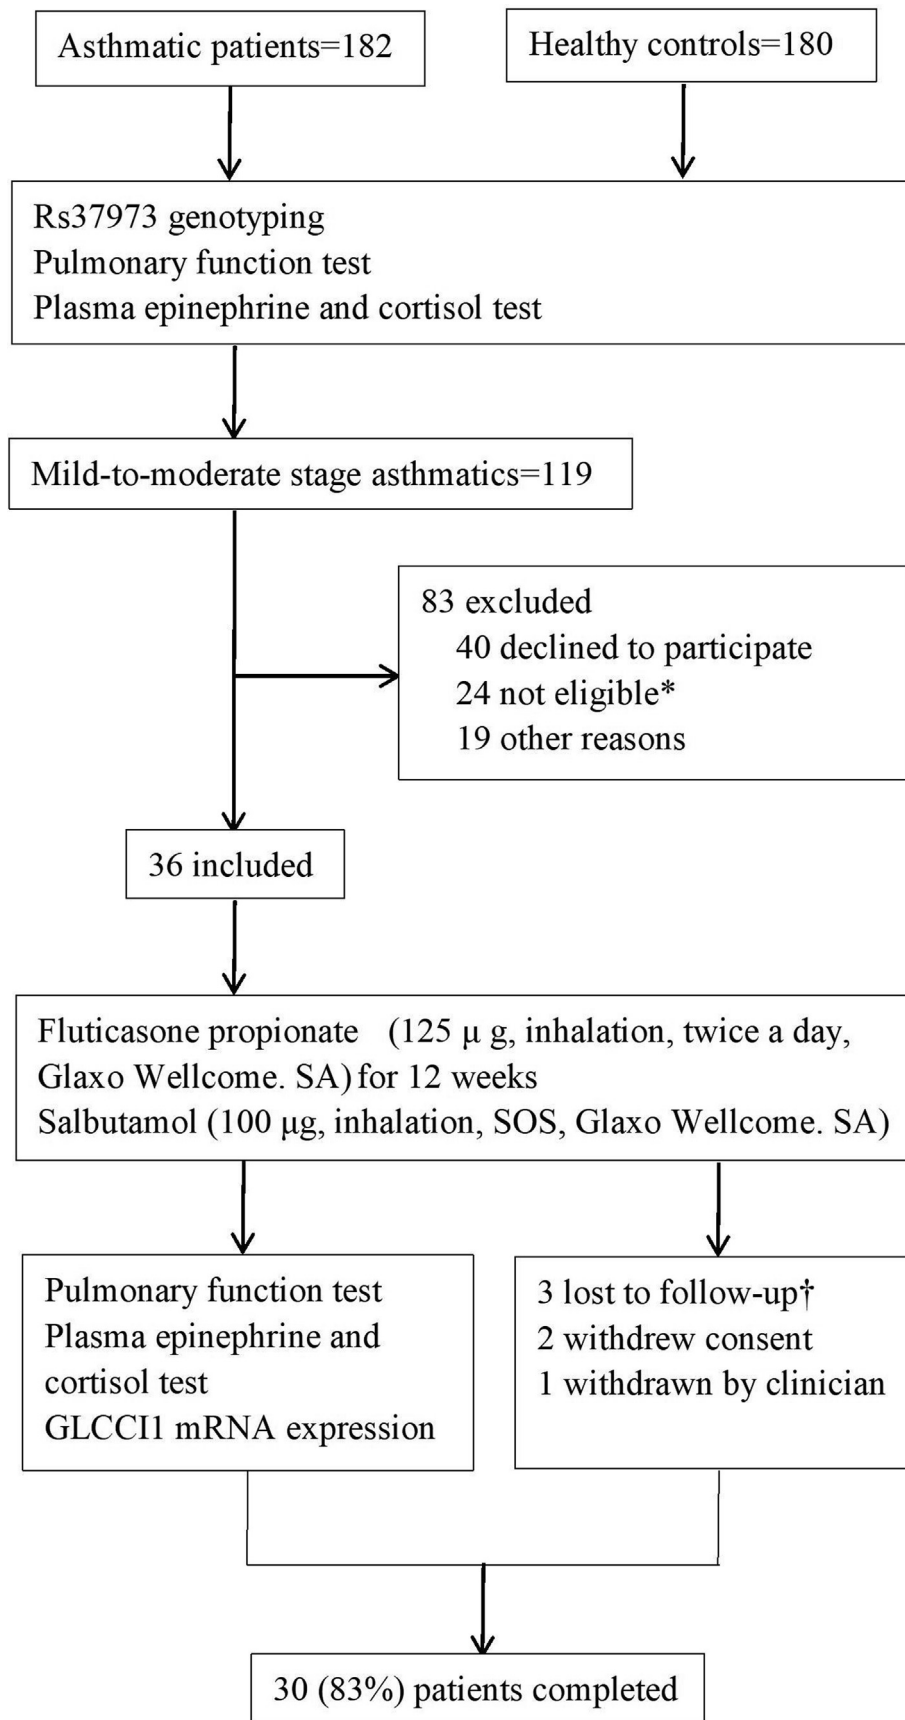 Asthmatic patients=182
Healthy controls=180
Rs37973 genotyping
Pulmonary function test
Plasma epinephrine and cortisol test
Mild-to-moderate stage asthmatics=119
83 excluded
40 declined to participate
24 not eligible*
19 other reasons
36 included
Fluticasone propionate (125 μ g, inhalation, twice a day,
Glaxo Wellcome. SA) for 12 weeks
Salbutamol (100 μg, inhalation, SOS, Glaxo Wellcome. SA)
Pulmonary function test
Plasma epinephrine and
cortisol test
GLCCI1 mRNA expression
3 lost to follow-up†
2 withdrew consent
1 withdrawn by clinician
30 (83%) patients completed